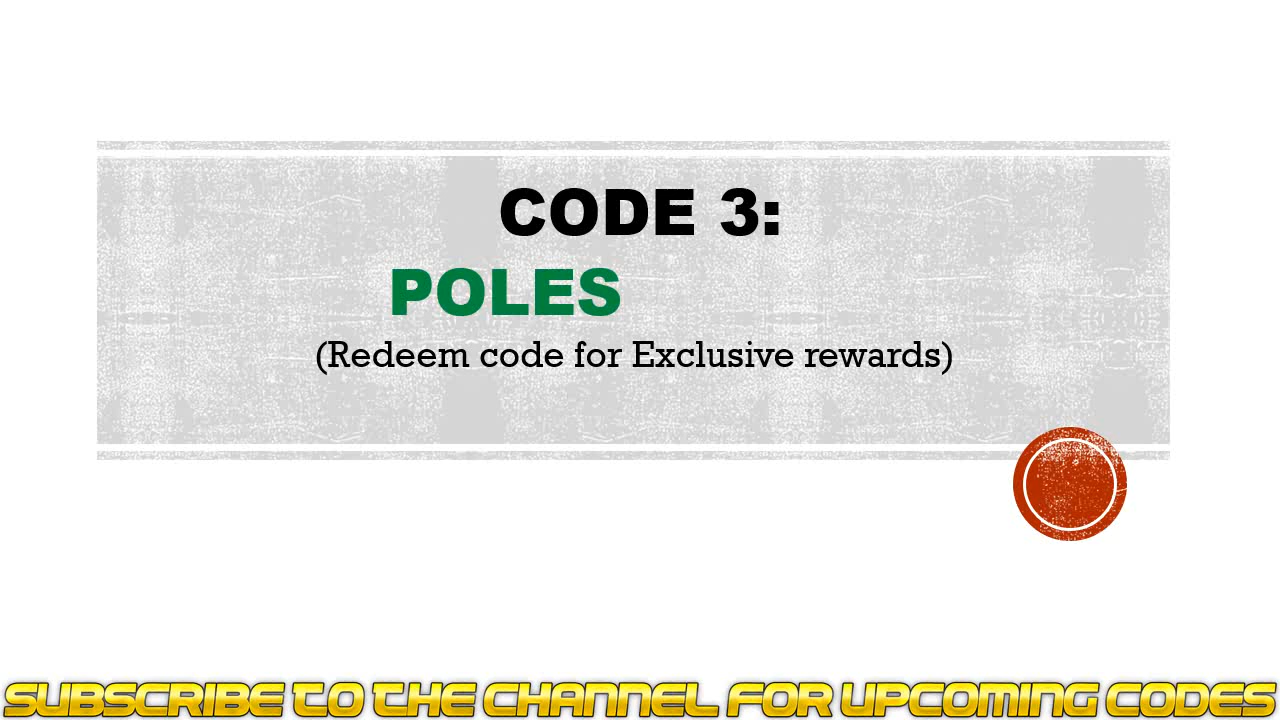 CODE 3:
POLES
(Redeem code for Exclusive rewards)
SUBSCRIBE TO THE CHANNEL FOR UPCOMING CODES